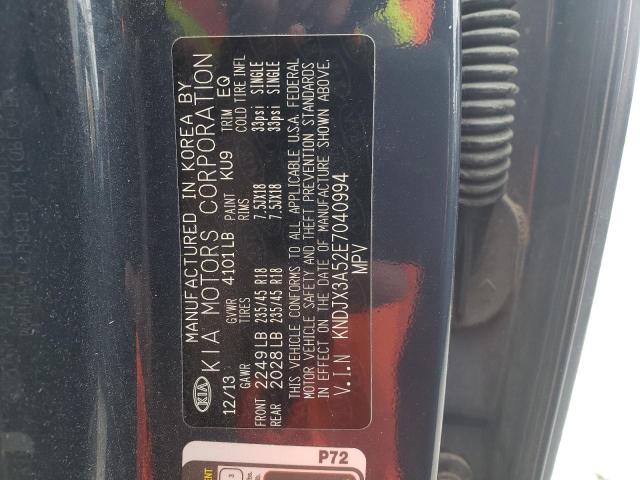 MANUFACTURED IN KOREA BY
KIA KIA MOTORS CORPORATION
12/13 GVWR 4101LB PAINT KU9 TRIM EQ
GAWR TIRES RIMS COLD TIRE INFL
FRONT 2249LB 235/45 R18 7.5JX18 33psi SINGLE
REAR 2028LB 235/45 R18 7.5JX18 33psi SINGLE
THIS VEHICLE CONFORMS TO ALL APPLICABLE U.S.A. FEDERAL
MOTOR VEHICLE SAFETY AND THEFT PREVENTION STANDARDS
IN EFFECT ON THE DATE OF MANUFACTURE SHOWN ABOVE.
V.I.N KNDJX3A52E7040994
MPV
P72